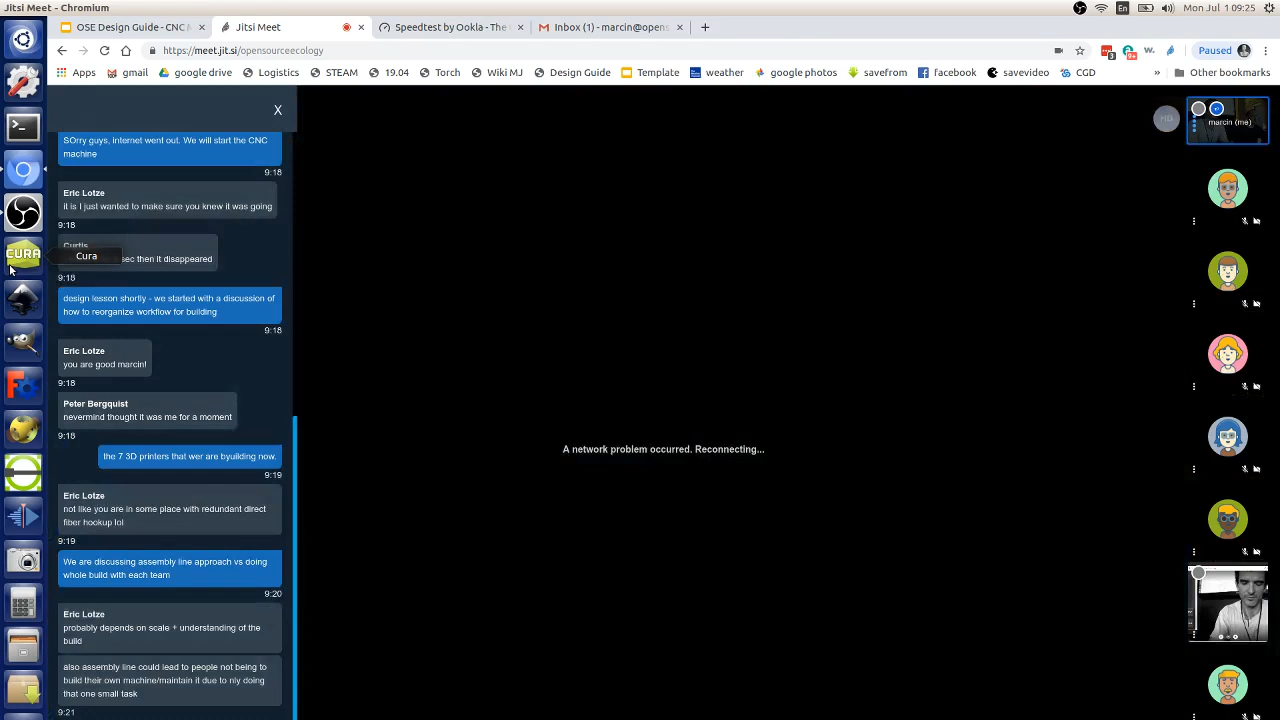 Jitsi Meet - Chromium
En
Mon Jul 1 09:25
OSE Design Guide - CNC M
Jitsi Meet
Speedtest by Ookla - The
Inbox (1) - marcin@opens
https://meet.jit.si/opensourceecology
3
Paused
Apps
gmail
google drive
Logistics
STEAM
19.04
Torch
Wiki MJ
Design Guide
Template
weather
google photos
savefrom
facebook
savevideo
CGD
»
Other bookmarks
X
SOrry guys, internet went out. We will start the CNC
machine
9:18
Eric Lotze
it is I just wanted to make sure you knew it was going
9:18
Curtis
sec then it disappeared
9:18
CURA
Cura
design lesson shortly - we started with a discussion of
how to reorganize workflow for building
9:18
Eric Lotze
you are good marcin!
9:18
Peter Bergquist
nevermind thought it was me for a moment
9:18
the 7 3D printers that wer are byuilding now.
9:19
Eric Lotze
not like you are in some place with redundant direct
fiber hookup lol
9:19
We are discussing assembly line approach vs doing
whole build with each team
9:20
Eric Lotze
probably depends on scale + understanding of the
build
also assembly line could lead to people not being to
build their own machine/maintain it due to nly doing
that one small task
9:21
A network problem occurred. Reconnecting...
HD
marcin (me)